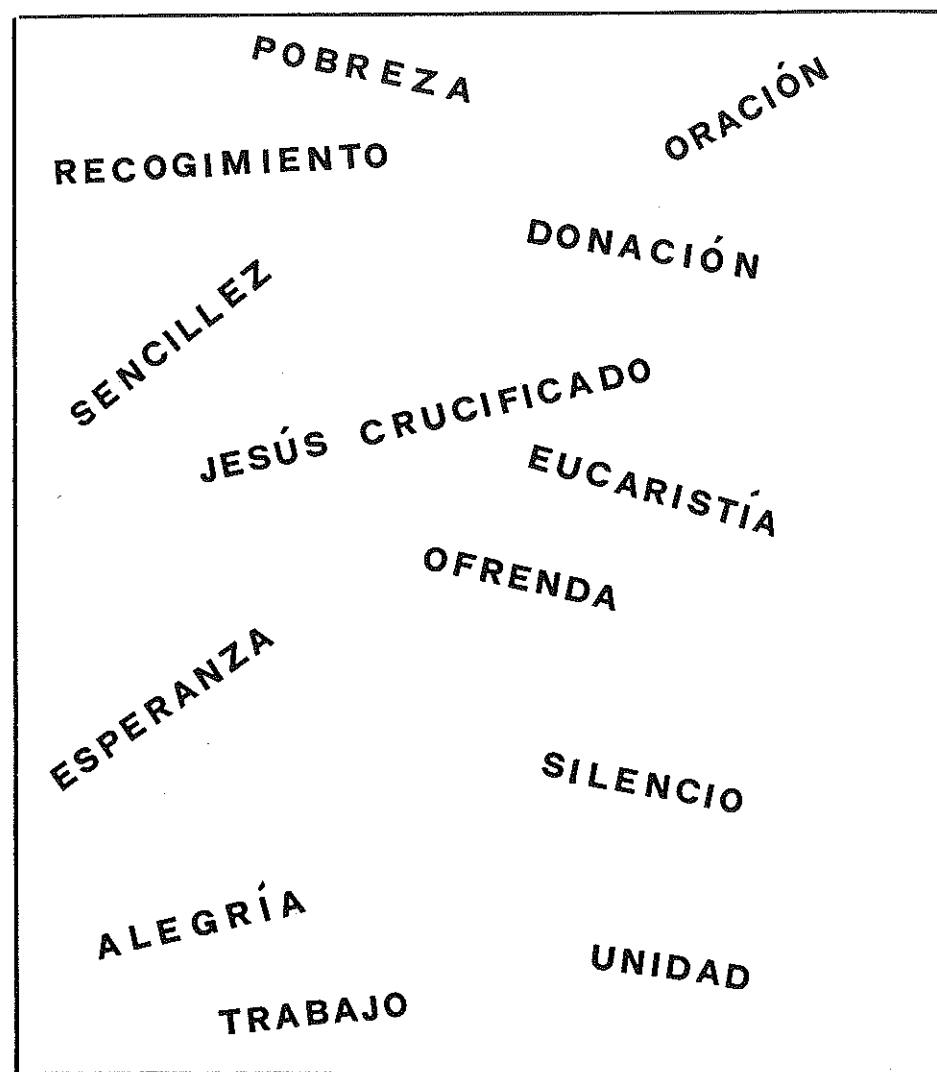 POBREZA
ORACIÓN
RECOGIMIENTO
DONACIÓN
SENCILLEZ
JESÚS CRUCIFICADO
EUCARISTÍA
OFRENDA
ESPERANZA
SILENCIO
ALEGRÍA
UNIDAD
TRABAJO